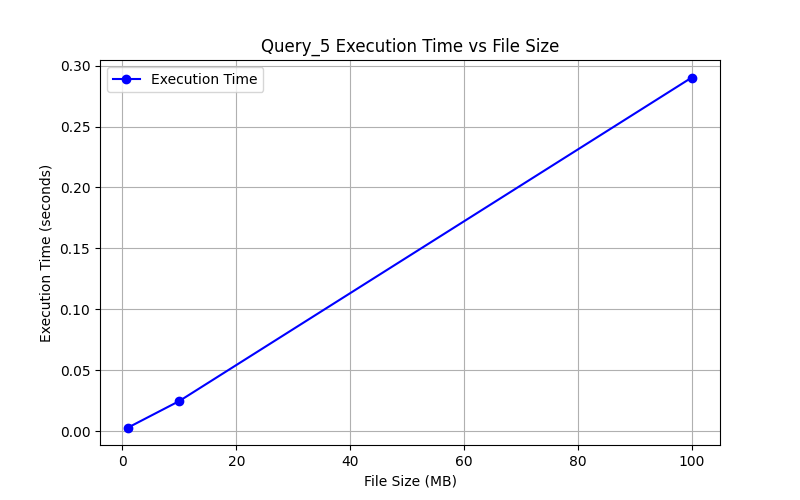 Query_5 Execution Time vs File Size
Execution Time
0.30
0.25
0.20
0.15
0.10
0.05
0.00
Execution Time (seconds)
0 20 40 60 80 100
File Size (MB)